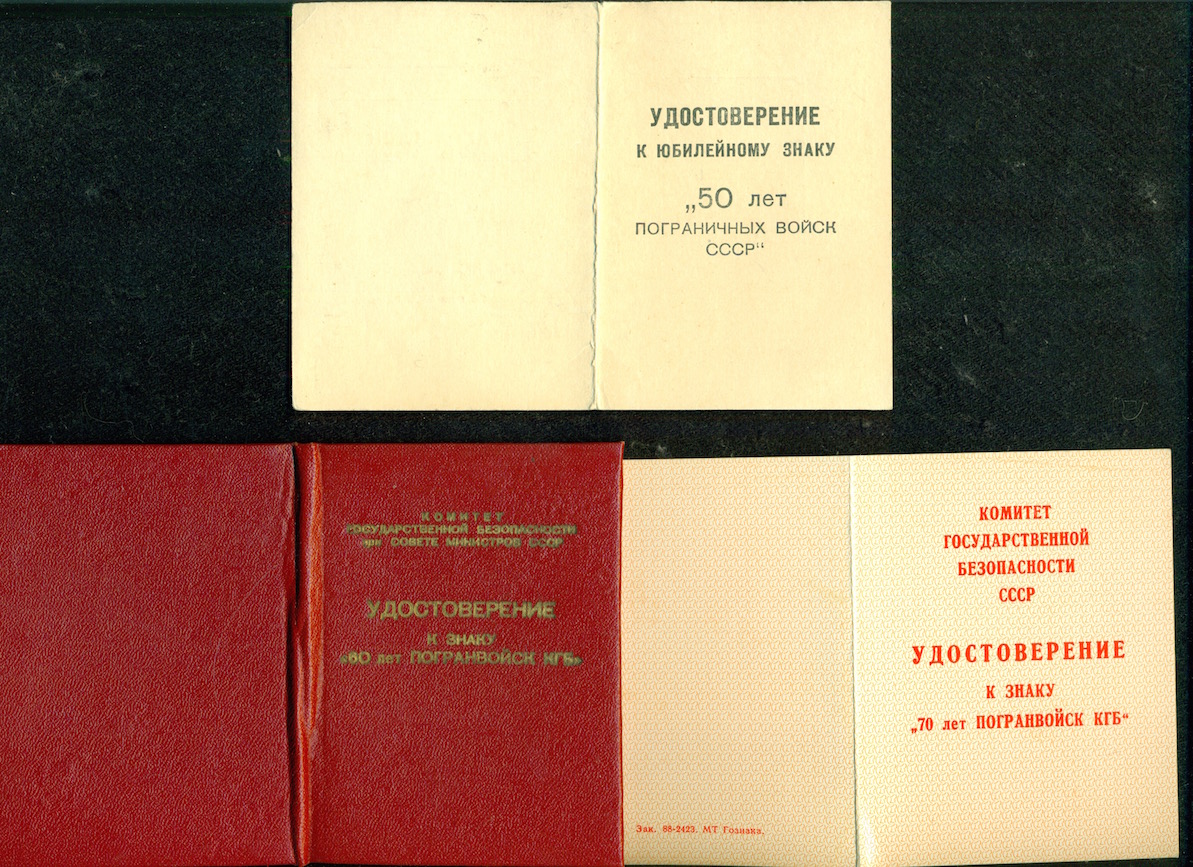 УДОСТОВЕРЕНИЕ
К ЮБИЛЕЙНОМУ ЗНАКУ
„50 лет
ПОГРАНИЧНЫХ ВОЙСК
СССР“
КОМИТЕТ
ГОСУДАРСТВЕННОЙ БЕЗОПАСНОСТИ
при СОВЕТЕ МИНИСТРОВ СССР
УДОСТОВЕРЕНИЕ
К ЗНАКУ
«60 лет ПОГРАНВОЙСК КГБ»
КОМИТЕТ
ГОСУДАРСТВЕННОЙ
БЕЗОПАСНОСТИ
СССР
УДОСТОВЕРЕНИЕ
К ЗНАКУ
„70 лет ПОГРАНВОЙСК КГБ“
Зак. 88-2423. МТ Гознака.